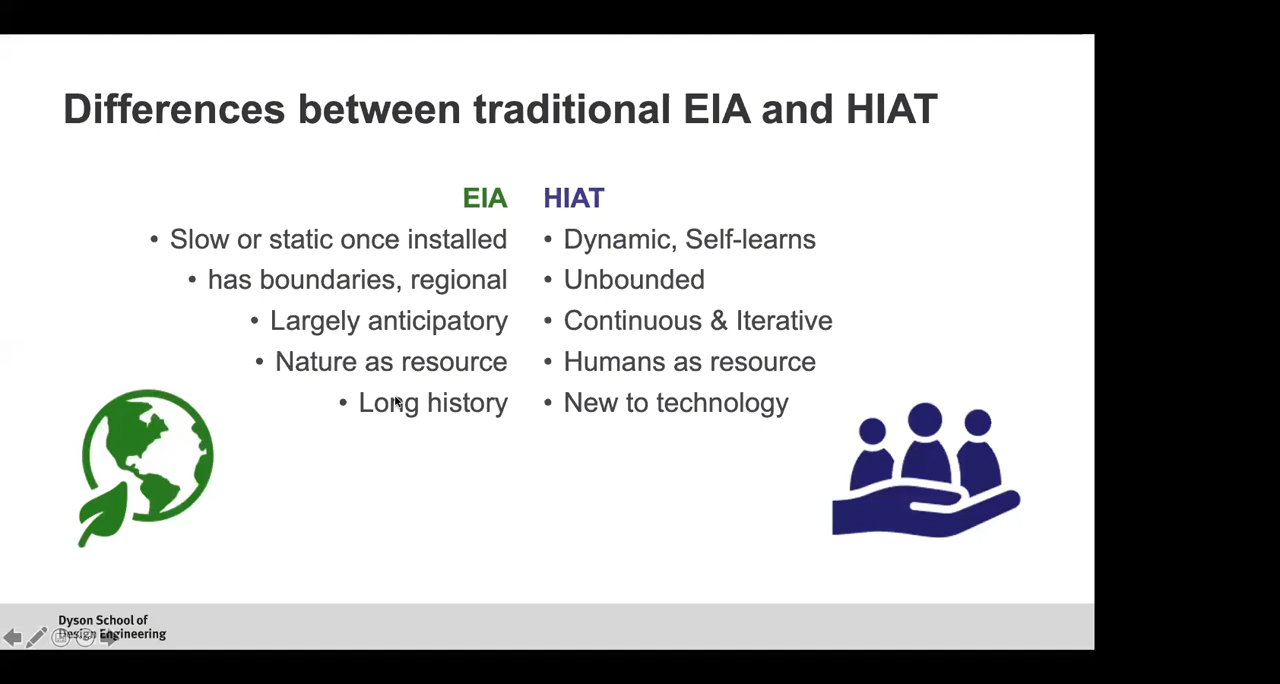 Differences between traditional EIA and HIAT
EIA
• Slow or static once installed
• has boundaries, regional
• Largely anticipatory
• Nature as resource
• Long history
HIAT
• Dynamic, Self-learns
• Unbounded
• Continuous & Iterative
• Humans as resource
• New to technology
Dyson School of
Design Engineering